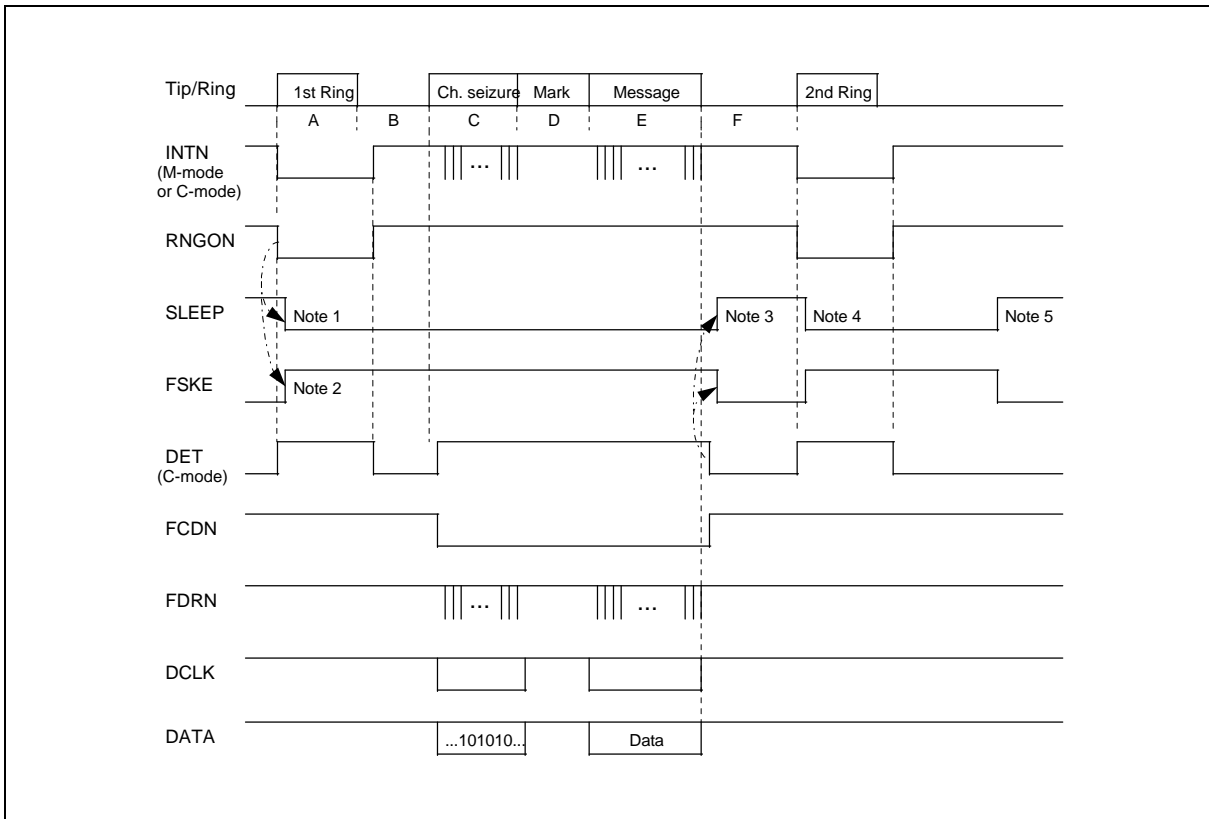 Tip/Ring 1st Ring Ch. seizure Mark Message 2nd Ring
A B C D E F
INTN
(M-mode
or C-mode)
... ...
RNGON
SLEEP Note 1 Note 3 Note 4 Note 5
FSKE Note 2
DET
(C-mode)
FCDN
FDRN ... ...
DCLK
DATA ...101010... Data